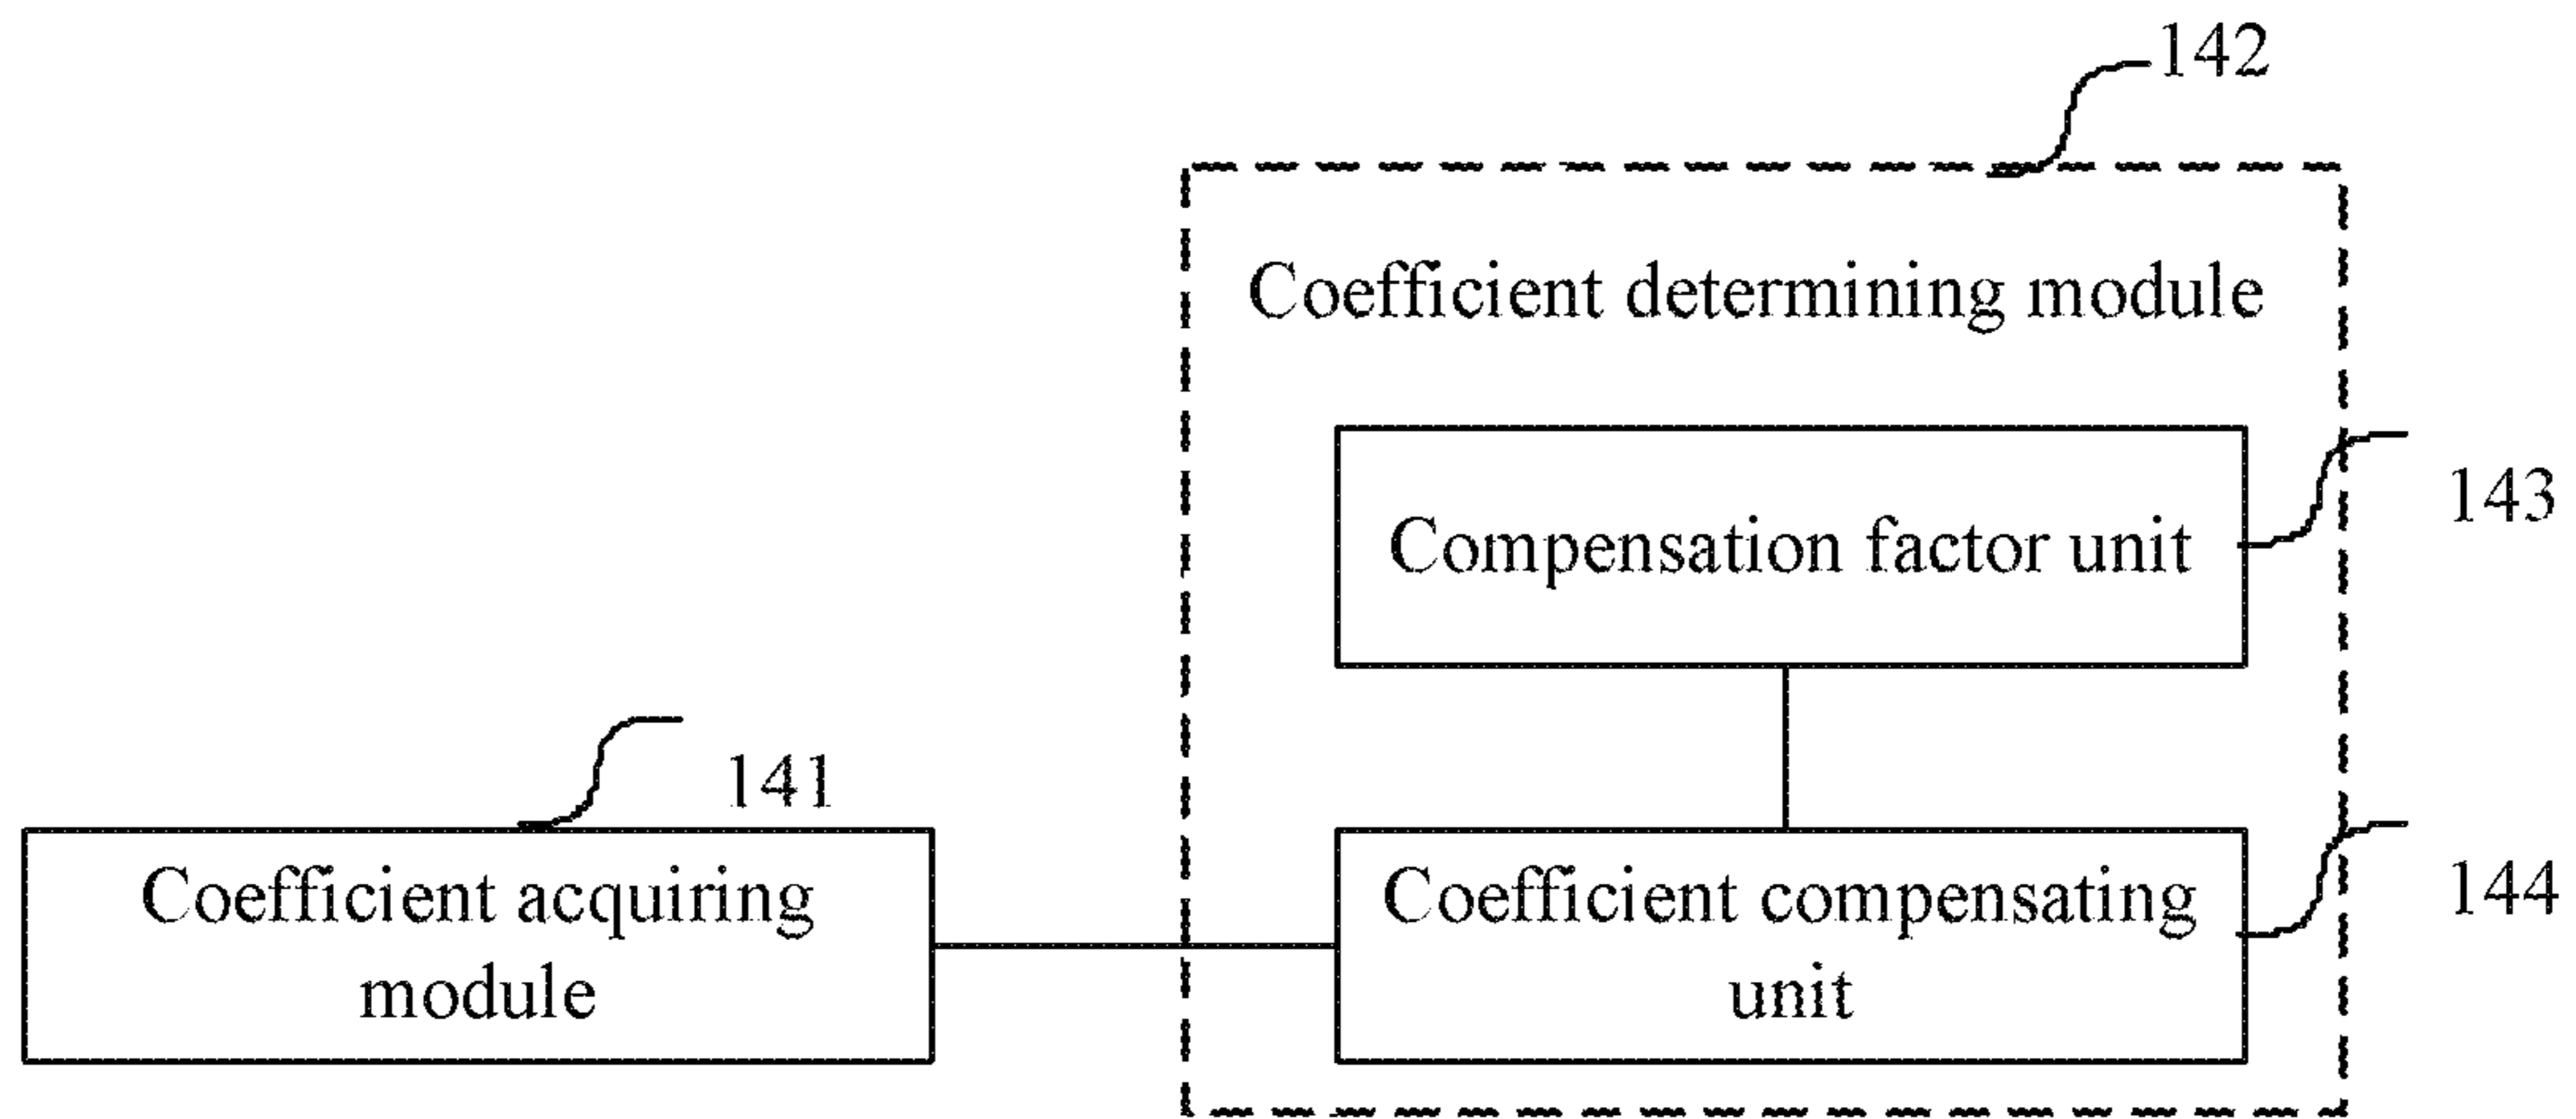 142
Coefficient determining module
Compensation factor unit
143
141
Coefficient acquiring
module
Coefficient compensating
unit
144